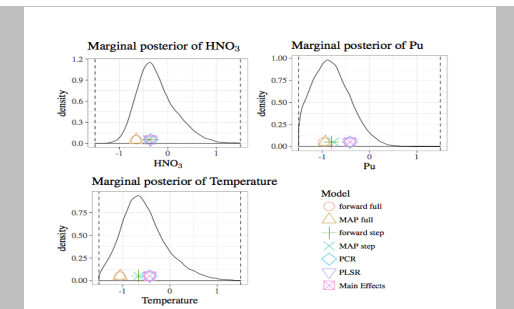 Marginal posterior of HNO₃
1.2
0.9
0.6
0.3
0.0
density
-1
0
1
HNO₃
Marginal posterior of Pu
1.00
0.75
0.50
0.25
0.00
density
-1
0
1
Pu
Marginal posterior of Temperature
0.75
0.50
0.25
0.00
density
-1
0
1
Temperature
Model
forward full
MAP full
forward step
MAP step
PCR
PLSR
Main Effects